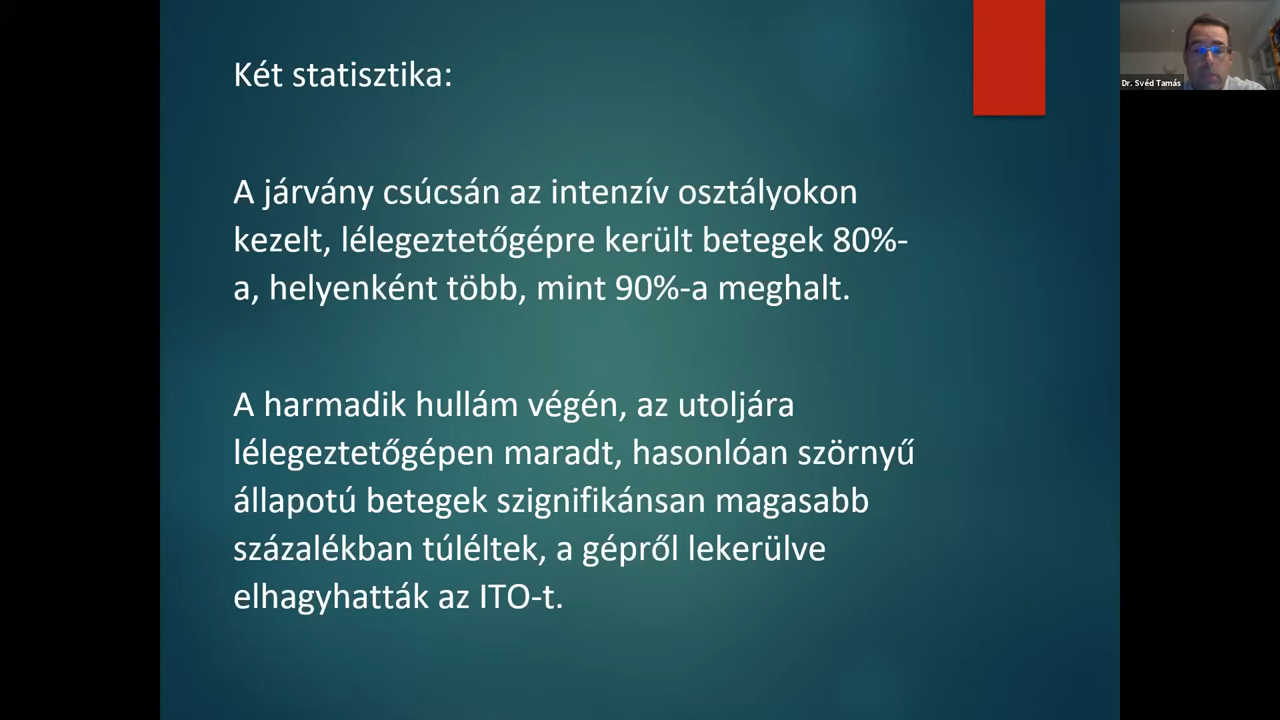 Két statisztika:
A járvány csúcsán az intenzív osztályokon
kezelt, lélegeztetőgépre került betegek 80%-
a, helyenként több, mint 90%-a meghalt.
A harmadik hullám végén, az utoljára
lélegeztetőgépen maradt, hasonlóan szörnyű
állapotú betegek szignifikánsan magasabb
százalékban túléltek, a gépről lekerülve
elhagyhatták az ITO-t.
Dr. Svéd Tamás